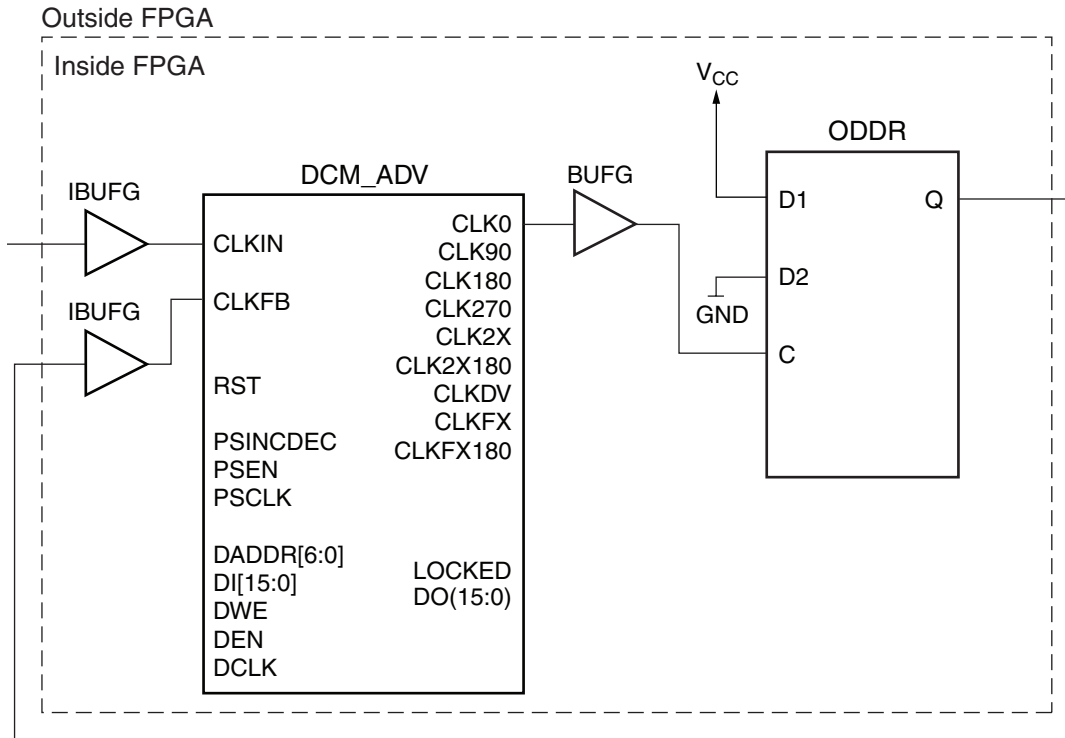 Outside FPGA
Inside FPGA
IBUFG
IBUFG
DCM_ADV
CLKIN
CLKFB
RST
PSINCDEC
PSEN
PSCLK
DADDR[6:0]
DI[15:0]
DWE
DEN
DCLK
CLK0
CLK90
CLK180
CLK270
CLK2X
CLK2X180
CLKDV
CLKFX
CLKFX180
LOCKED
DO(15:0)
BUFG
VCC
GND
ODDR
D1
D2
C
Q